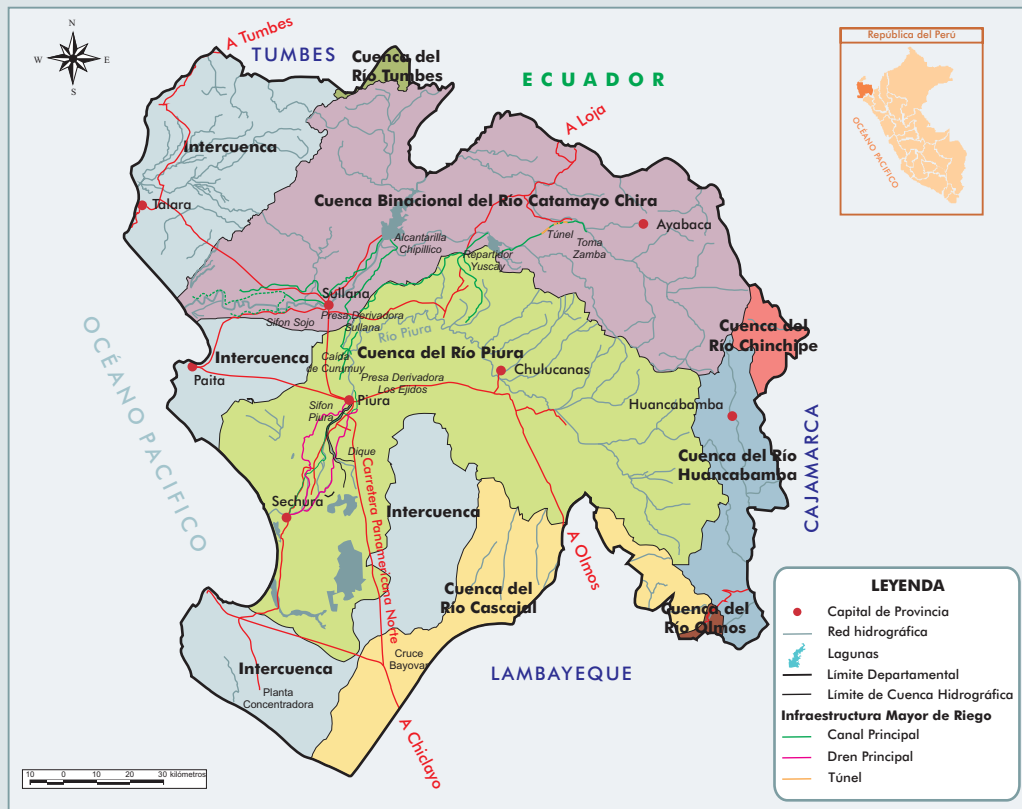 N
W
E
S
A Tumbes
TUMBES
Cuenca del
Río Tumbes
ECUADOR
A Loja
República del Perú
OCÉANO PACIFICO
Intercuenca
Talara
Cuenca Binacional del Río Catamayo Chira
Ayabaca
Alcantarilla
Chipillico
Túnel
Toma
Zamba
Repartidor
Yuscay
Sullana
Sifon Sojo
Presa Derivadora
Sullana
Río Piura
Cuenca del
Río Chinchipe
OCÉANO PACIFICO
Intercuenca
Paita
Caída
de Curumuy
Cuenca del Río Piura
Presa Derivadora
Los Ejidos
Chulucanas
Sifon
Piura
Piura
Huancabamba
CAJAMARCA
Dique
Cuenca del Río
Huancabamba
Sechura
Carretera Panamericana Norte
Intercuenca
A Olmos
Cuenca del
Río Cascajal
Cuenca del
Río Olmos
Intercuenca
Planta
Concentradora
Cruce
Bayovar
LAMBAYEQUE
A Chiclayo
10 0 10 20 30 kilómetros
LEYENDA
Capital de Provincia
Red hidrográfica
Lagunas
Límite Departamental
Límite de Cuenca Hidrográfica
Infraestructura Mayor de Riego
Canal Principal
Dren Principal
Túnel